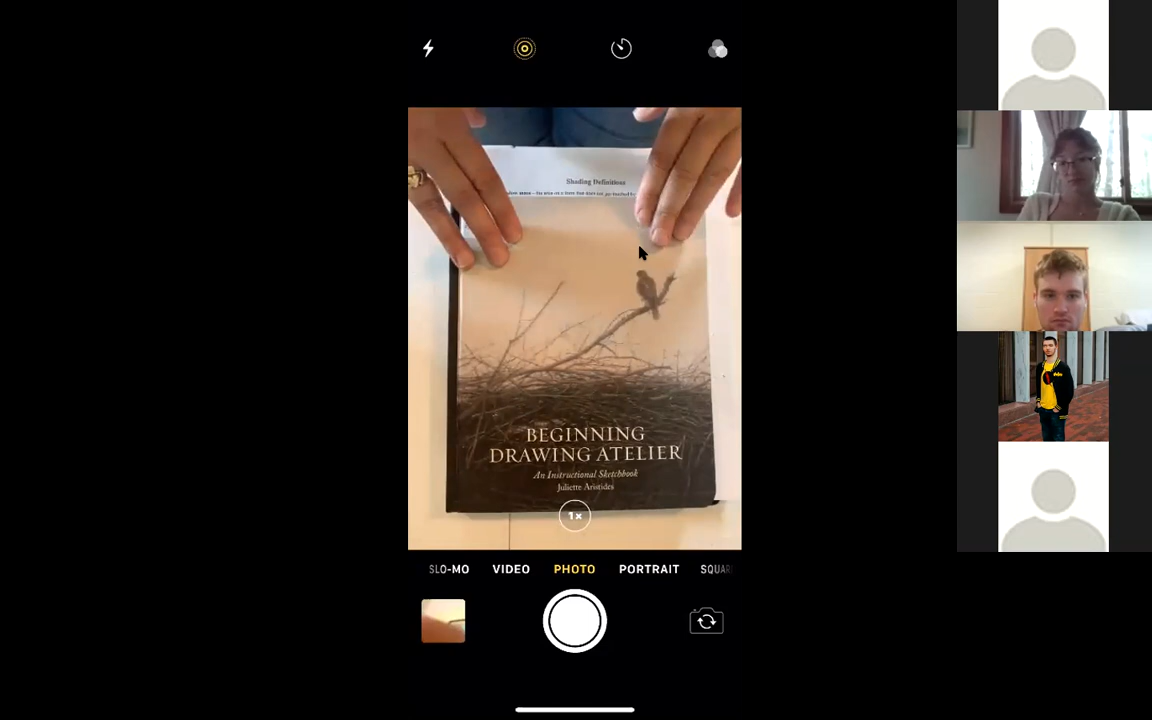 Shading Definitions
BEGINNING
DRAWING ATELIER
An Instructional Sketchbook
Juliette Aristides
1×
SLO-MO VIDEO PHOTO PORTRAIT SQUAR